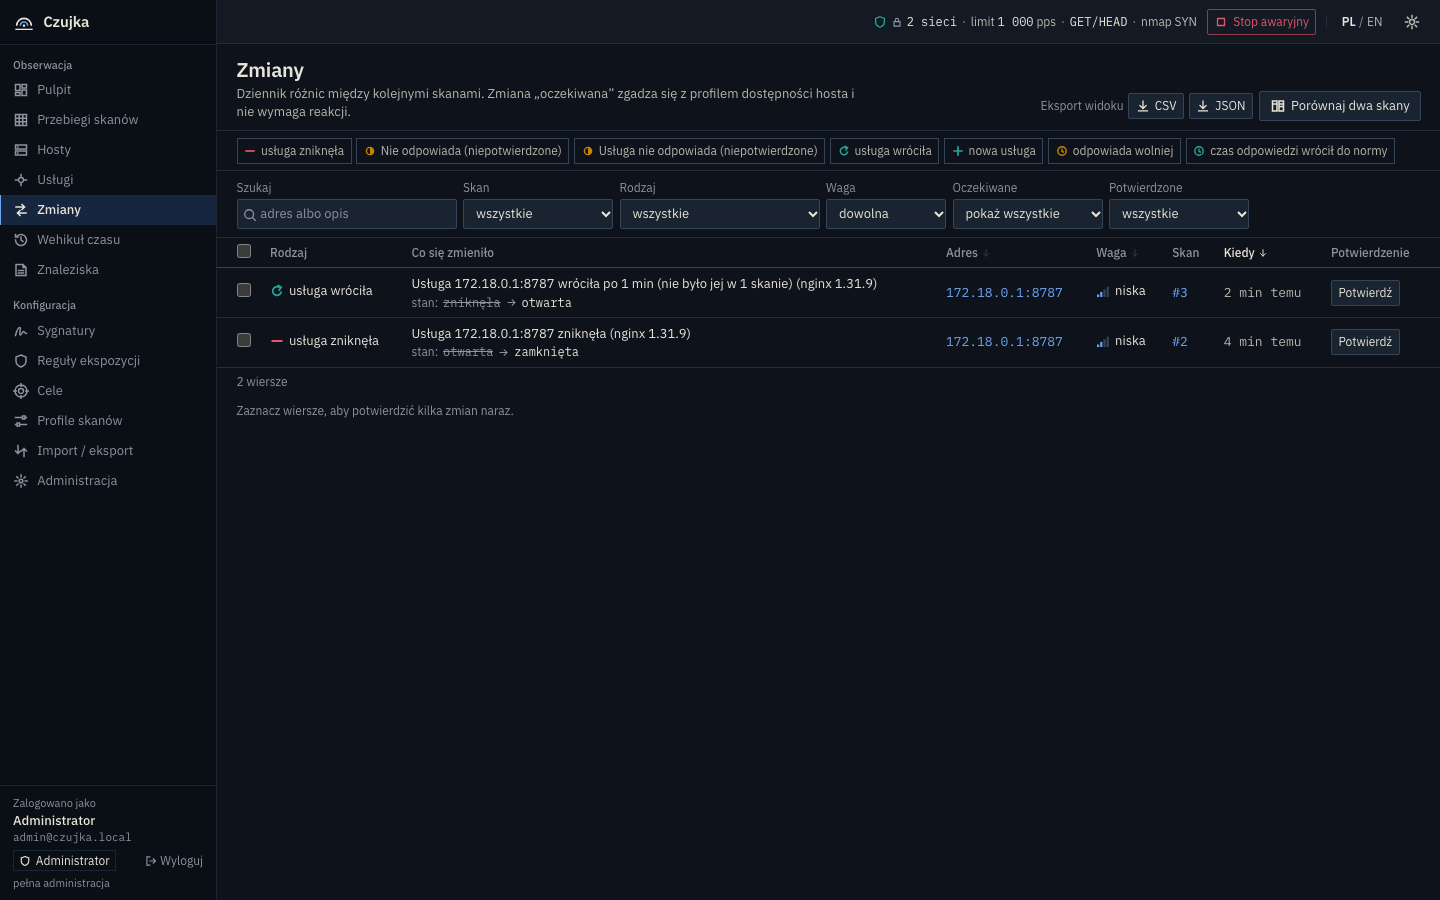 Czujka
2 sieci · limit 1 000 pps · GET/HEAD · nmap SYN
Stop awaryjny
PL / EN
Obserwacja
Pulpit
Przebiegi skanów
Hosty
Usługi
Zmiany
Wehikuł czasu
Znaleziska
Konfiguracja
Sygnatury
Reguły ekspozycji
Cele
Profile skanów
Import / eksport
Administracja
Zalogowano jako
Administrator
admin@czujka.local
Administrator
Wyloguj
pełna administracja
Zmiany
Dziennik różnic między kolejnymi skanami. Zmiana „oczekiwana” zgadza się z profilem dostępności hosta i
nie wymaga reakcji.
Eksport widoku
CSV
JSON
Porównaj dwa skany
usługa zniknęła
Nie odpowiada (niepotwierdzone)
Usługa nie odpowiada (niepotwierdzone)
usługa wróciła
nowa usługa
odpowiada wolniej
czas odpowiedzi wrócił do normy
Szukaj
Skan
Rodzaj
Waga
Oczekiwane
Potwierdzone
adres albo opis
wszystkie
wszystkie
dowolna
pokaż wszystkie
wszystkie
Rodzaj
Co się zmieniło
Adres ↓
Waga ↓
Skan
Kiedy ↓
Potwierdzenie
usługa wróciła
Usługa 172.18.0.1:8787 wróciła po 1 min (nie było jej w 1 skanie) (nginx 1.31.9)
stan: zniknęła → otwarta
172.18.0.1:8787
niska
#3
2 min temu
Potwierdź
usługa zniknęła
Usługa 172.18.0.1:8787 zniknęła (nginx 1.31.9)
stan: otwarta → zamknięta
172.18.0.1:8787
niska
#2
4 min temu
Potwierdź
2 wiersze
Zaznacz wiersze, aby potwierdzić kilka zmian naraz.